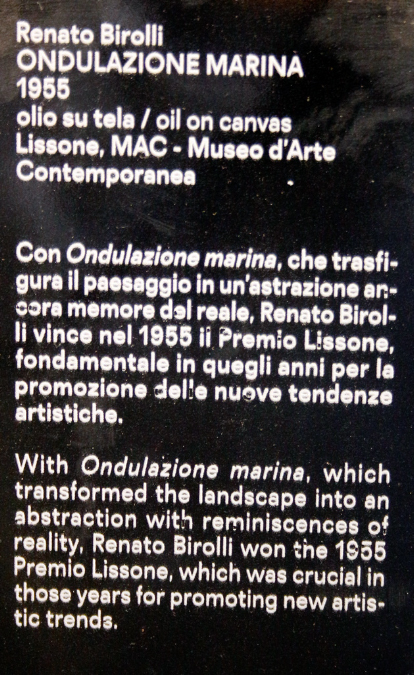 Renato Birolli
ONDULAZIONE MARINA
1955
olio su tela / oil on canvas
Lissone, MAC - Museo d'Arte
Contemporanea
Con Ondulazione marina, che trasfi-
gura il paesaggio in un'astrazione an-
cora memore del reale, Renato Birol-
li vince nel 1955 il Premio Lissone,
fondamentale in quegli anni per la
promozione delle nuove tendenze
artistiche.
With Ondulazione marina, which
transformed the landscape into an
abstraction with reminiscences of
reality, Renato Birolli won the 1955
Premio Lissone, which was crucial in
those years for promoting new artis-
tic trends.